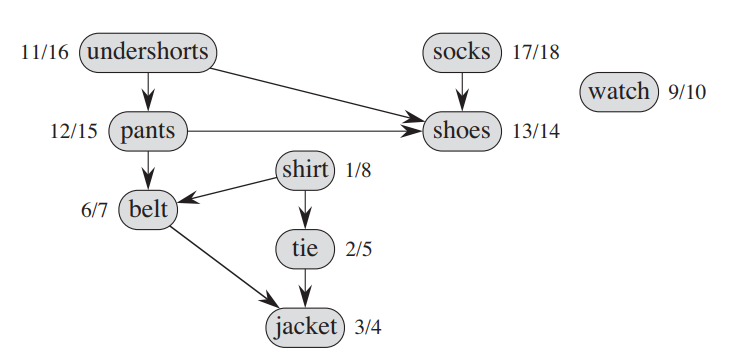 11/16 undershorts socks 17/18
watch 9/10
12/15 pants shoes 13/14
shirt 1/8
6/7 belt
tie 2/5
jacket 3/4